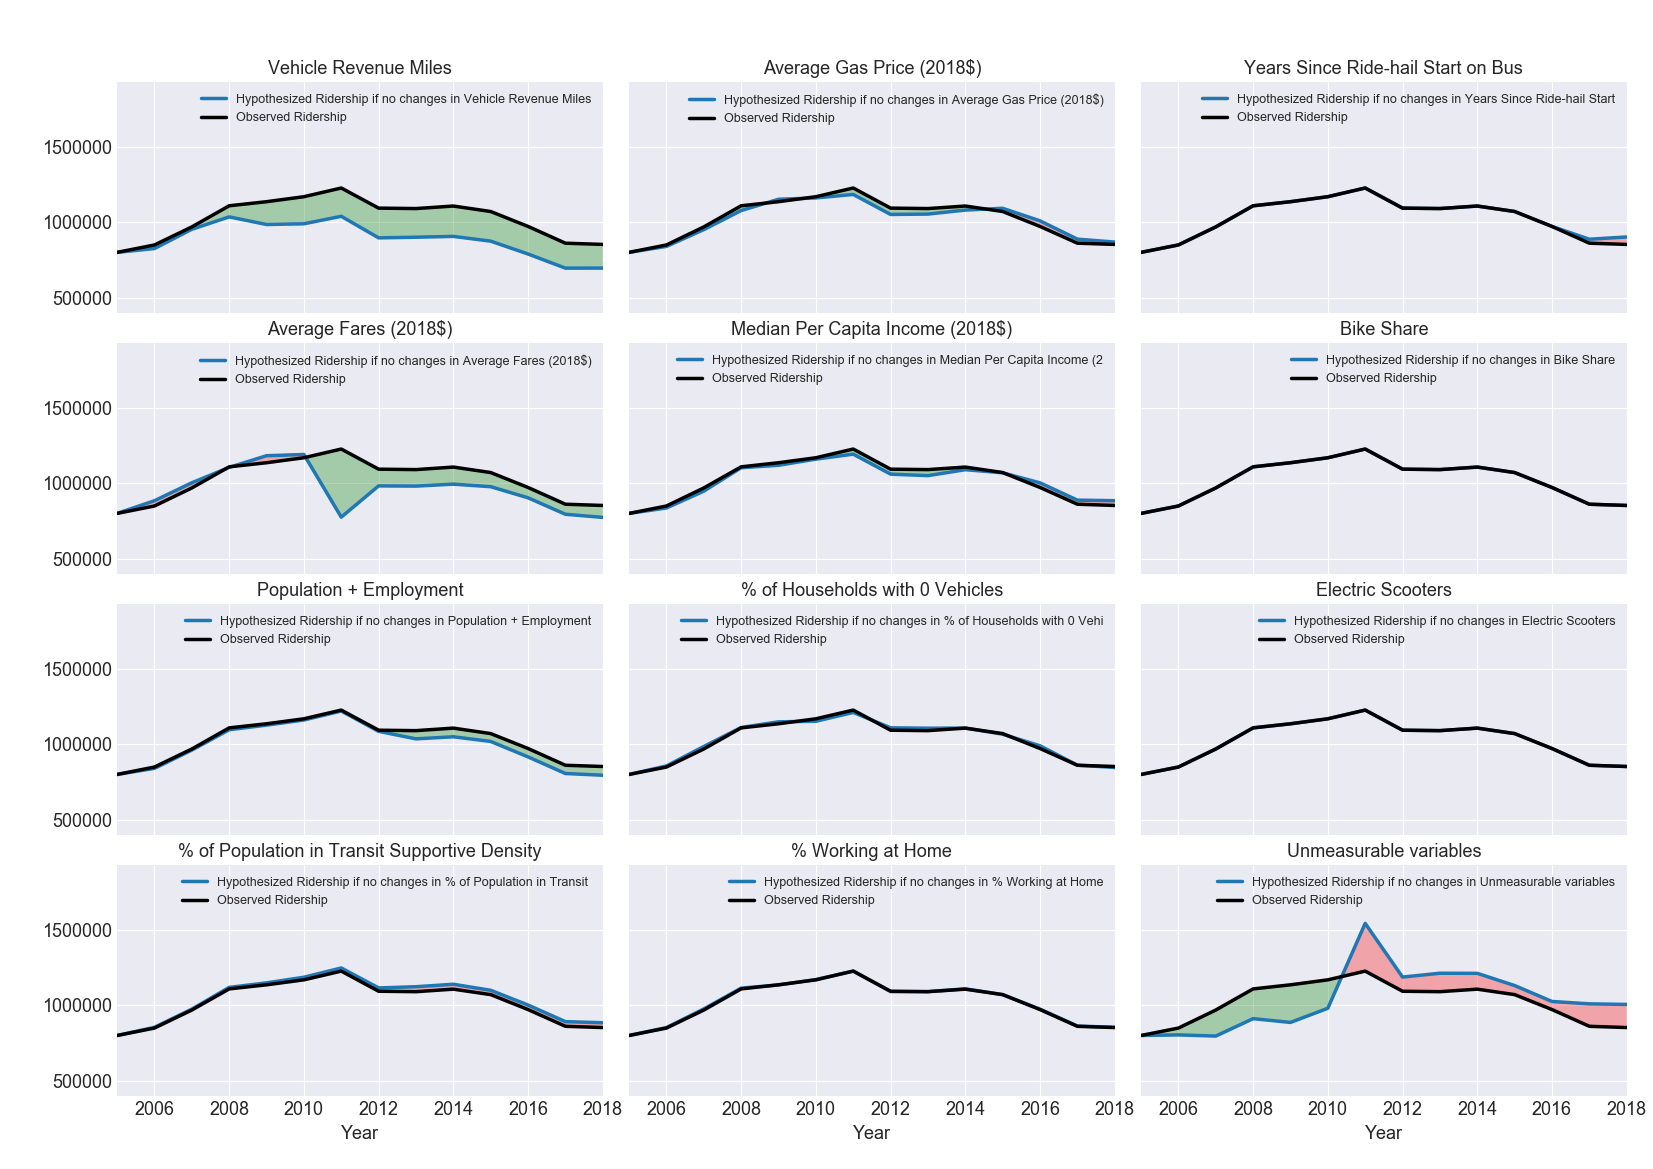 Vehicle Revenue Miles
Hypothesized Ridership if no changes in Vehicle Revenue Miles
Observed Ridership
1500000
1000000
500000
Average Gas Price (2018$)
Hypothesized Ridership if no changes in Average Gas Price (2018$)
Observed Ridership
Years Since Ride-hail Start on Bus
Hypothesized Ridership if no changes in Years Since Ride-hail Start
Observed Ridership
Average Fares (2018$)
Hypothesized Ridership if no changes in Average Fares (2018$)
Observed Ridership
1500000
1000000
500000
Median Per Capita Income (2018$)
Hypothesized Ridership if no changes in Median Per Capita Income (2
Observed Ridership
Bike Share
Hypothesized Ridership if no changes in Bike Share
Observed Ridership
Population + Employment
Hypothesized Ridership if no changes in Population + Employment
Observed Ridership
1500000
1000000
500000
% of Households with 0 Vehicles
Hypothesized Ridership if no changes in % of Households with 0 Vehi
Observed Ridership
Electric Scooters
Hypothesized Ridership if no changes in Electric Scooters
Observed Ridership
% of Population in Transit Supportive Density
Hypothesized Ridership if no changes in % of Population in Transit
Observed Ridership
1500000
1000000
500000
2006 2008 2010 2012 2014 2016 2018
Year
% Working at Home
Hypothesized Ridership if no changes in % Working at Home
Observed Ridership
2006 2008 2010 2012 2014 2016 2018
Year
Unmeasurable variables
Hypothesized Ridership if no changes in Unmeasurable variables
Observed Ridership
2006 2008 2010 2012 2014 2016 2018
Year